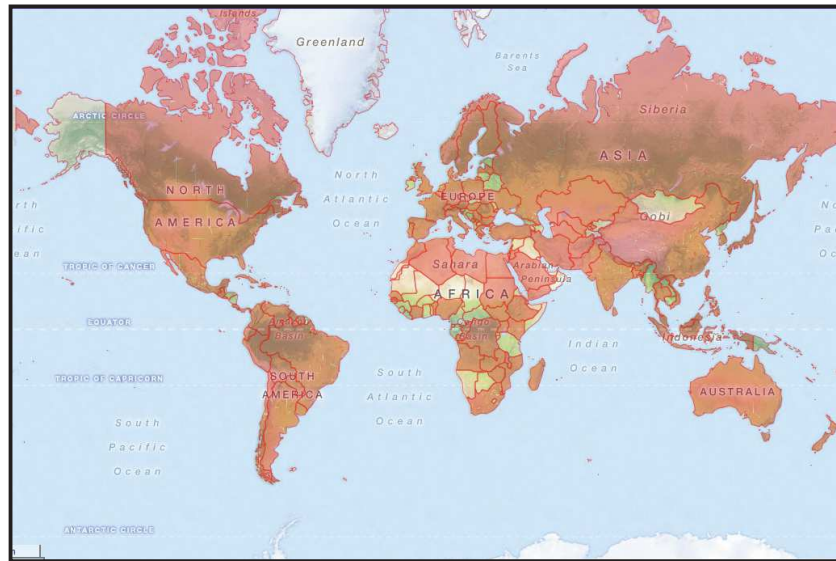 Islands
Greenland
Barents
Sea
ARCTIC CIRCLE
Siberia
ASIA
NORTH
AMERICA
North
Atlantic
Ocean
EUROPE
Gobi
TROPIC OF CANCER
Sahara
Arabian
Peninsula
AFRICA
EQUATOR
Basin
Basin
Indian
Ocean
Indonesia
TROPIC OF CAPRICORN
SOUTH
AMERICA
South
Atlantic
Ocean
AUSTRALIA
South
Pacific
Ocean
ANTARCTIC CIRCLE